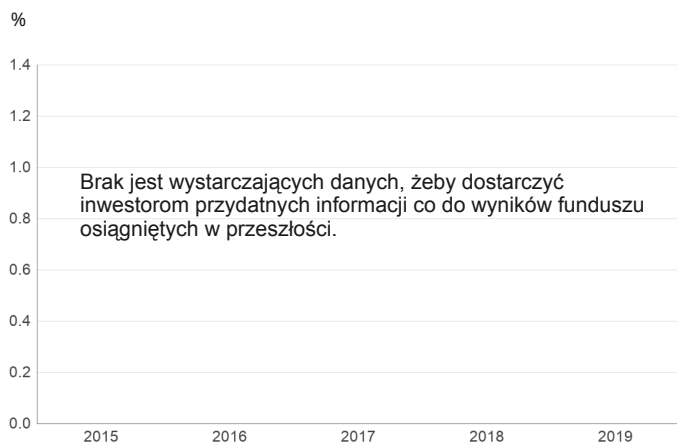 %
1.4
1.2
1.0
Brak jest wystarczających danych, żeby dostarczyć
inwestorom przydatnych informacji co do wyników funduszu
0.8
osiągniętych w przeszłości.
0.6
0.4
0.2
0.0
2015 2016 2017 2018 2019